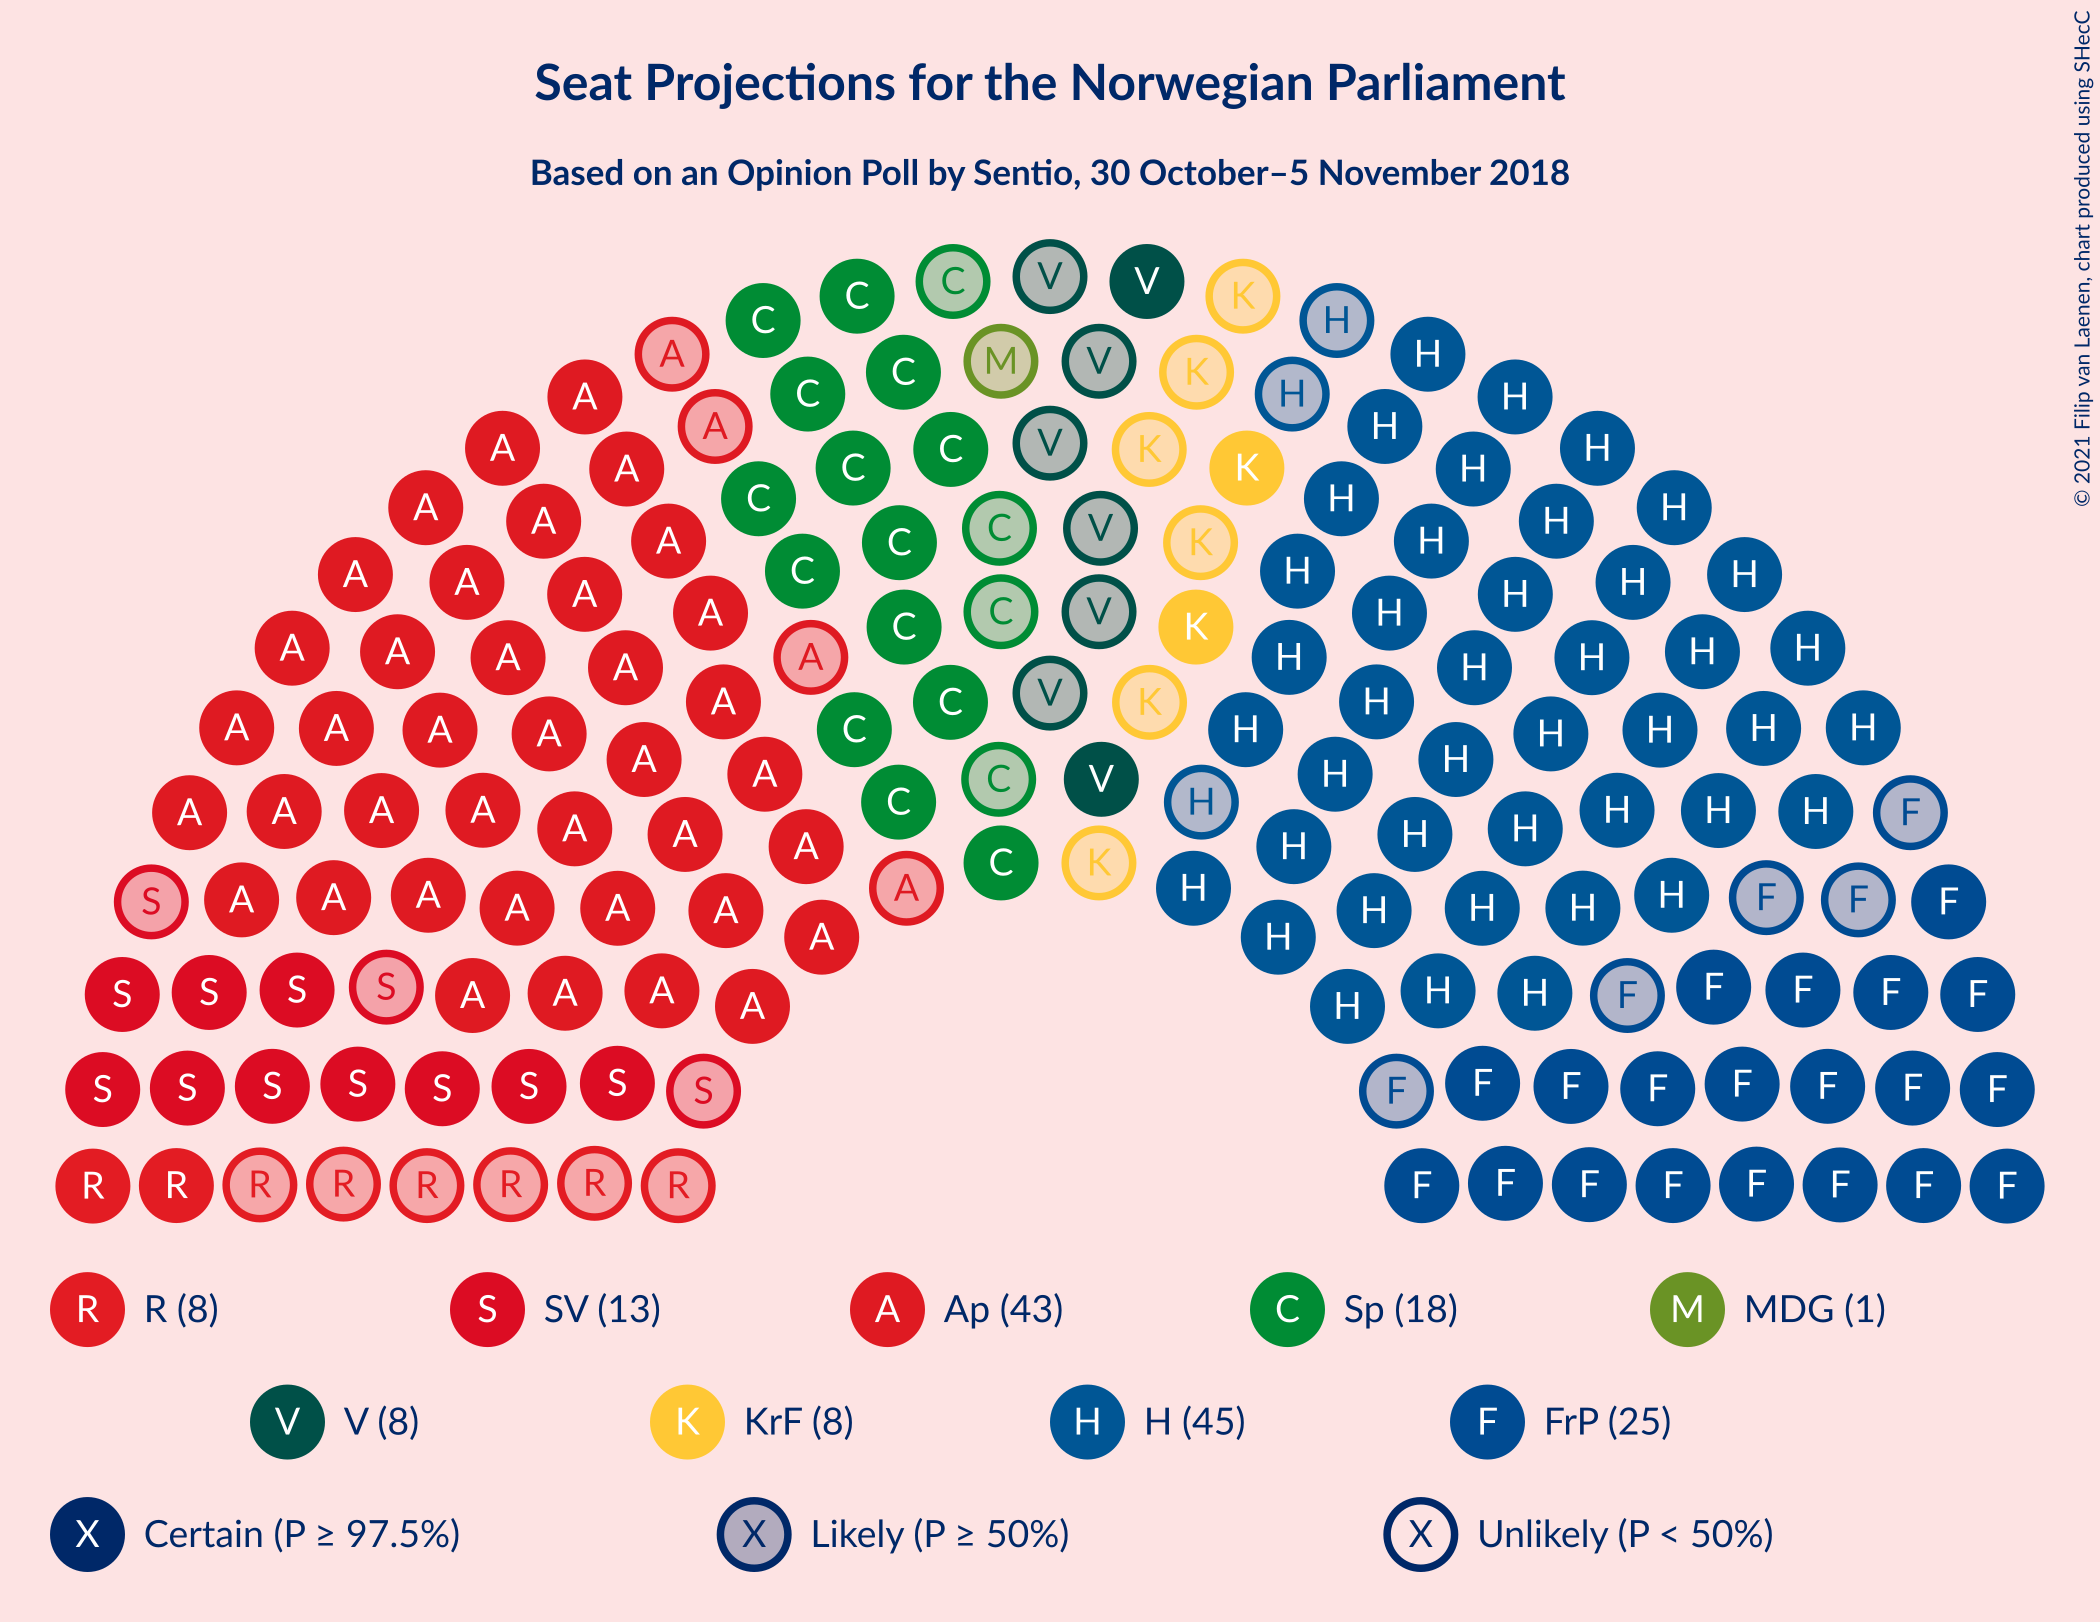 Seat Projections for the Norwegian Parliament
Based on an Opinion Poll by Sentio, 30 October–5 November 2018
© 2021 Filip van Laenen, chart produced using SHecC
C C C V V K H
A C C M V K H H
A A C C C V K K H H H
A A A C C C V K H H H H
A A A A C C V K H H H H H
A A A A A A C C V K H H H H H H
A A A A A A C C V H H H H H H H
A A A A A A A C K H H H H H H F
S A A A A A A A A H H H H H H F F F
S S S S A A A A H H H F F F F F
S S S S S S S S F F F F F F F F
R R R R R R R R F F F F F F F F
R R (8)
S SV (13)
A Ap (43)
C Sp (18)
M MDG (1)
V V (8)
K KrF (8)
H H (45)
F FrP (25)
X Certain (P ≥ 97.5%)
X Likely (P ≥ 50%)
X Unlikely (P < 50%)